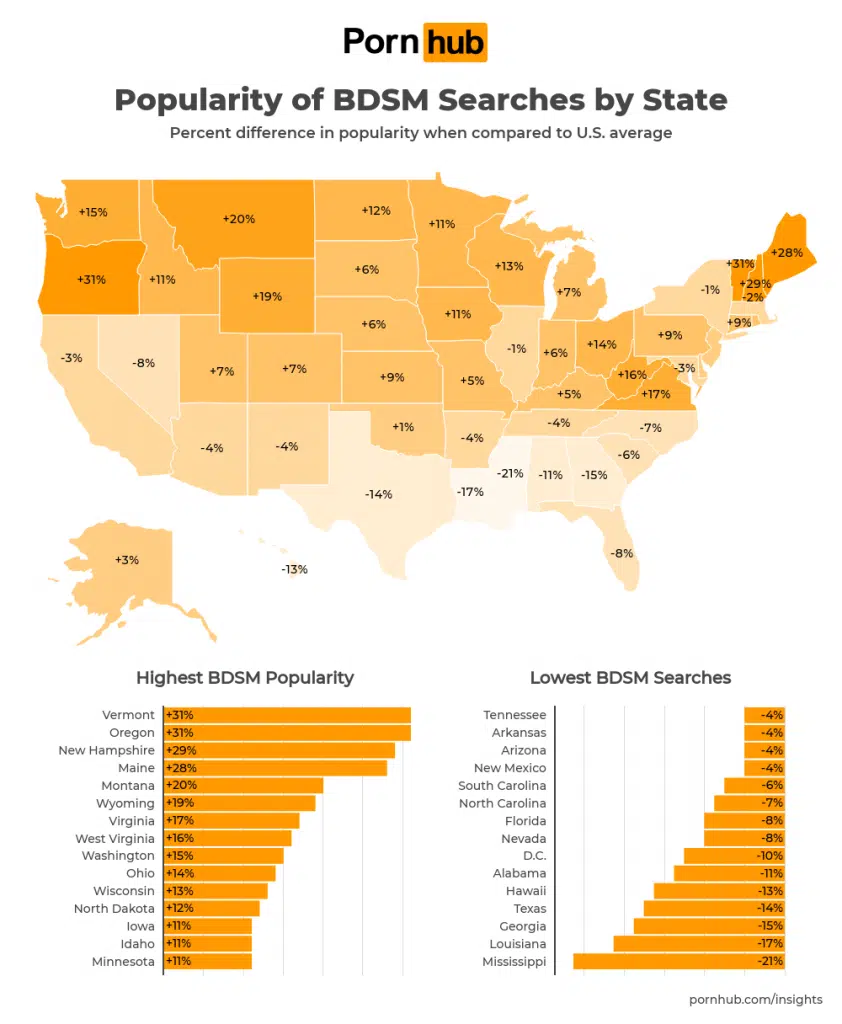 Pornhub
Popularity of BDSM Searches by State
Percent difference in popularity when compared to U.S. average
+15%
+20%
+12%
+11%
+31%
+11%
+19%
+6%
+13%
+7%
+31%
+28%
+29%
-2%
-1%
+9%
-3%
-8%
+7%
+7%
+6%
+11%
-1%
+6%
+14%
+9%
+9%
+5%
+5%
+16%
-3%
+17%
-4%
-4%
+1%
-4%
-4%
-7%
-6%
-14%
-17%
-21%
-11%
-15%
-8%
+3%
-13%
Highest BDSM Popularity
Vermont +31%
Oregon +31%
New Hampshire +29%
Maine +28%
Montana +20%
Wyoming +19%
Virginia +17%
West Virginia +16%
Washington +15%
Ohio +14%
Wisconsin +13%
North Dakota +12%
Iowa +11%
Idaho +11%
Minnesota +11%
Lowest BDSM Searches
Tennessee -4%
Arkansas -4%
Arizona -4%
New Mexico -4%
South Carolina -6%
North Carolina -7%
Florida -8%
Nevada -8%
D.C. -10%
Alabama -11%
Hawaii -13%
Texas -14%
Georgia -15%
Louisiana -17%
Mississippi -21%
pornhub.com/insights